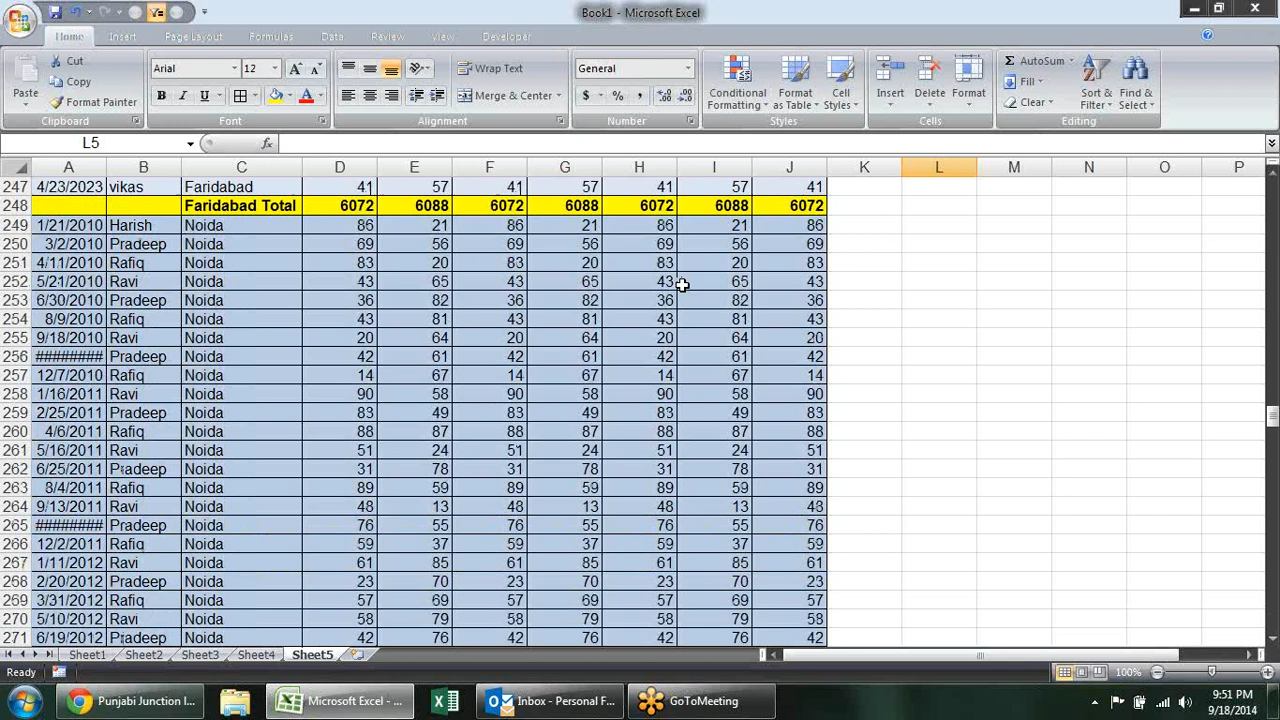 Book1 - Microsoft Excel
Home Insert Page Layout Formulas Data Review View Developer
Paste Cut Copy Format Painter
Clipboard
Arial 12
B I U A
Font
Wrap Text
Merge & Center
Alignment
General
$ % ,
Number
Conditional Formatting Format as Table Cell Styles
Styles
Insert Delete Format
Cells
AutoSum Fill Clear Sort & Filter Find & Select
Editing
L5 fx
A B C D E F G H I J K L M N O P
247 4/23/2023 vikas Faridabad 41 57 41 57 41 57 41
248 Faridabad Total 6072 6088 6072 6088 6072 6088 6072
249 1/21/2010 Harish Noida 86 21 86 21 86 21 86
250 3/2/2010 Pradeep Noida 69 56 69 56 69 56 69
251 4/11/2010 Rafiq Noida 83 20 83 20 83 20 83
252 5/21/2010 Ravi Noida 43 65 43 65 43 65 43
253 6/30/2010 Pradeep Noida 36 82 36 82 36 82 36
254 8/9/2010 Rafiq Noida 43 81 43 81 43 81 43
255 9/18/2010 Ravi Noida 20 64 20 64 20 64 20
256 ######## Pradeep Noida 42 61 42 61 42 61 42
257 12/7/2010 Rafiq Noida 14 67 14 67 14 67 14
258 1/16/2011 Ravi Noida 90 58 90 58 90 58 90
259 2/25/2011 Pradeep Noida 83 49 83 49 83 49 83
260 4/6/2011 Rafiq Noida 88 87 88 87 88 87 88
261 5/16/2011 Ravi Noida 51 24 51 24 51 24 51
262 6/25/2011 Pradeep Noida 31 78 31 78 31 78 31
263 8/4/2011 Rafiq Noida 89 59 89 59 89 59 89
264 9/13/2011 Ravi Noida 48 13 48 13 48 13 48
265 ######## Pradeep Noida 76 55 76 55 76 55 76
266 12/2/2011 Rafiq Noida 59 37 59 37 59 37 59
267 1/11/2012 Ravi Noida 61 85 61 85 61 85 61
268 2/20/2012 Pradeep Noida 23 70 23 70 23 70 23
269 3/31/2012 Rafiq Noida 57 69 57 69 57 69 57
270 5/10/2012 Ravi Noida 58 79 58 79 58 79 58
271 6/19/2012 Pradeep Noida 42 76 42 76 42 76 42
Sheet1 Sheet2 Sheet3 Sheet4 Sheet5
Ready 100%
Punjabi Junction I... Microsoft Excel - ... Inbox - Personal F... GoToMeeting
9:51 PM
9/18/2014